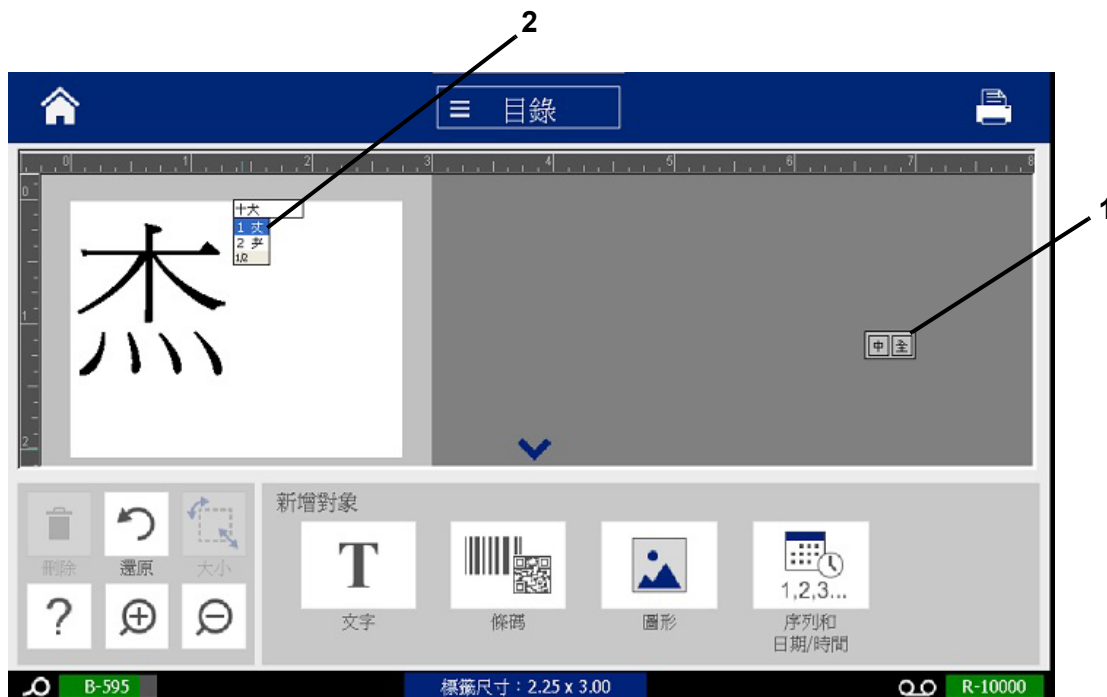 2
目錄
0 1 2 3 4 5 6 7 8
0
1
2
十大
1 丈
1
中 全
杰
新增對象
刪除 還原 大小
T
1,2,3...
文字 條碼 圖形 序列和
日期/時間
?
B-595 標籤尺寸：2.25 x 3.00 R-10000